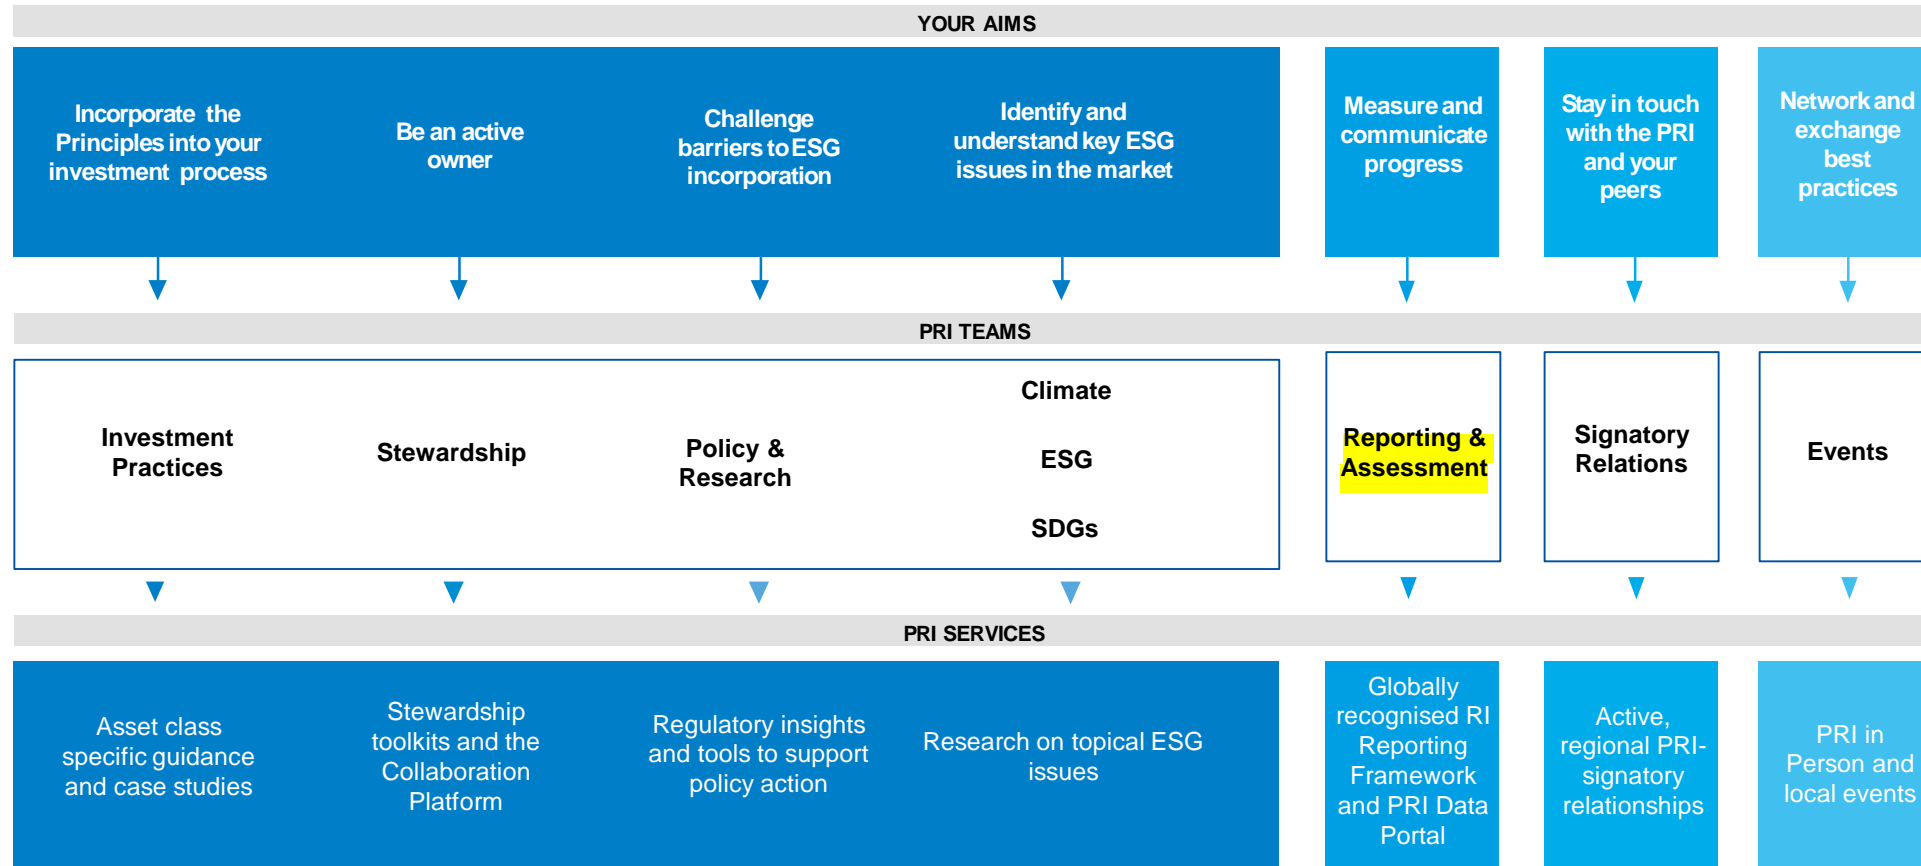 YOUR AIMS
Incorporate the
Principles into your
investment process
Be an active
owner
Challenge
barriers to ESG
incorporation
Identify and
understand key ESG
issues in the market
Measure and
communicate
progress
Stay in touch
with the PRI
and your
peers
Network and
exchange
best
practices
PRI TEAMS
Investment
Practices
Stewardship
Policy &
Research
Climate
ESG
SDGs
Reporting &
Assessment
Signatory
Relations
Events
PRI SERVICES
Asset class
specific guidance
and case studies
Stewardship
toolkits and the
Collaboration
Platform
Regulatory insights
and tools to support
policy action
Research on topical ESG
issues
Globally
recognised RI
Reporting
Framework
and PRI Data
Portal
Active,
regional PRI-
signatory
relationships
PRI in
Person and
local events